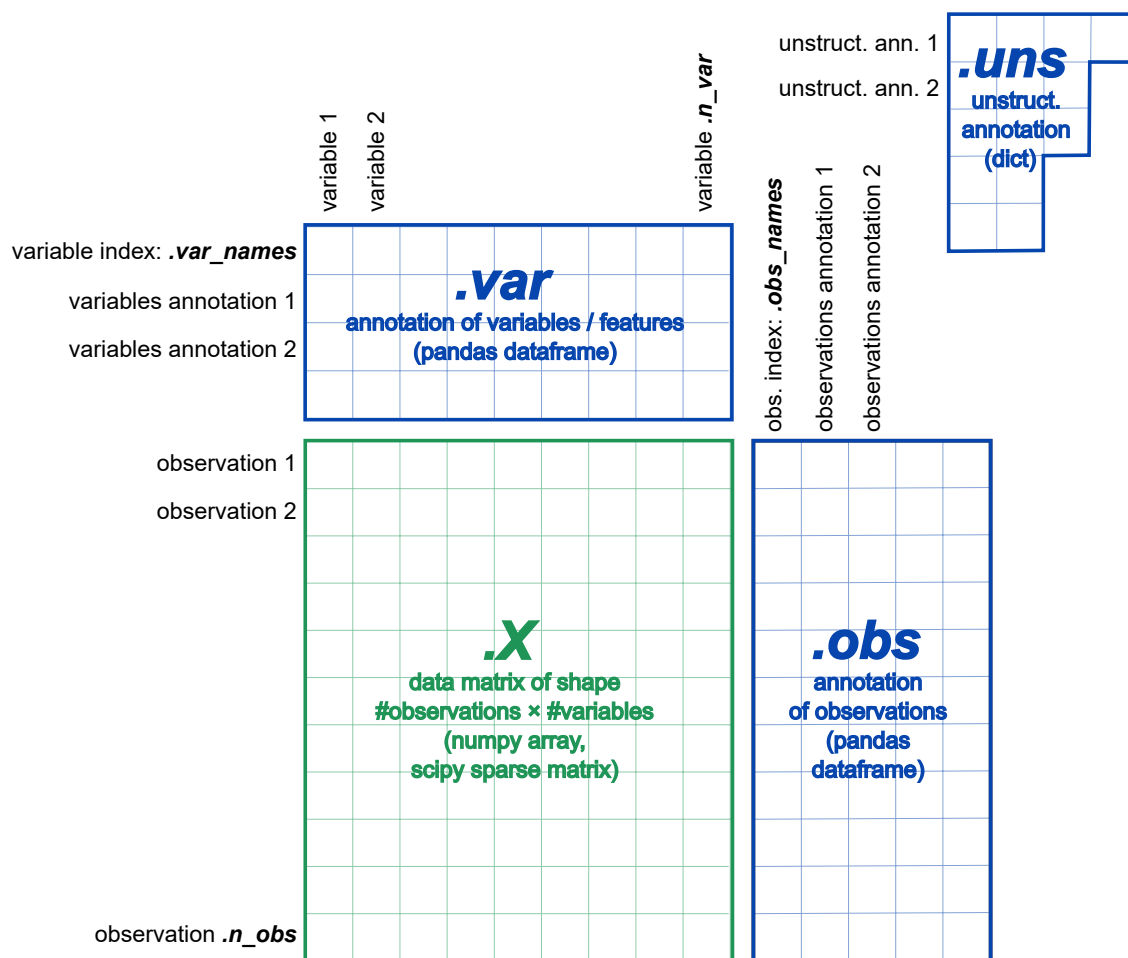 unstruct. ann. 1
unstruct. ann. 2
.uns
unstruct.
annotation
(dict)
variable 1
variable 2
variable .n_var
obs. index: .obs_names
observations annotation 1
observations annotation 2
variable index: .var_names
variables annotation 1
variables annotation 2
.var
annotation of variables / features
(pandas dataframe)
observation 1
observation 2
observation .n_obs
.X
data matrix of shape
#observations × #variables
(numpy array,
scipy sparse matrix)
.obs
annotation
of observations
(pandas
dataframe)